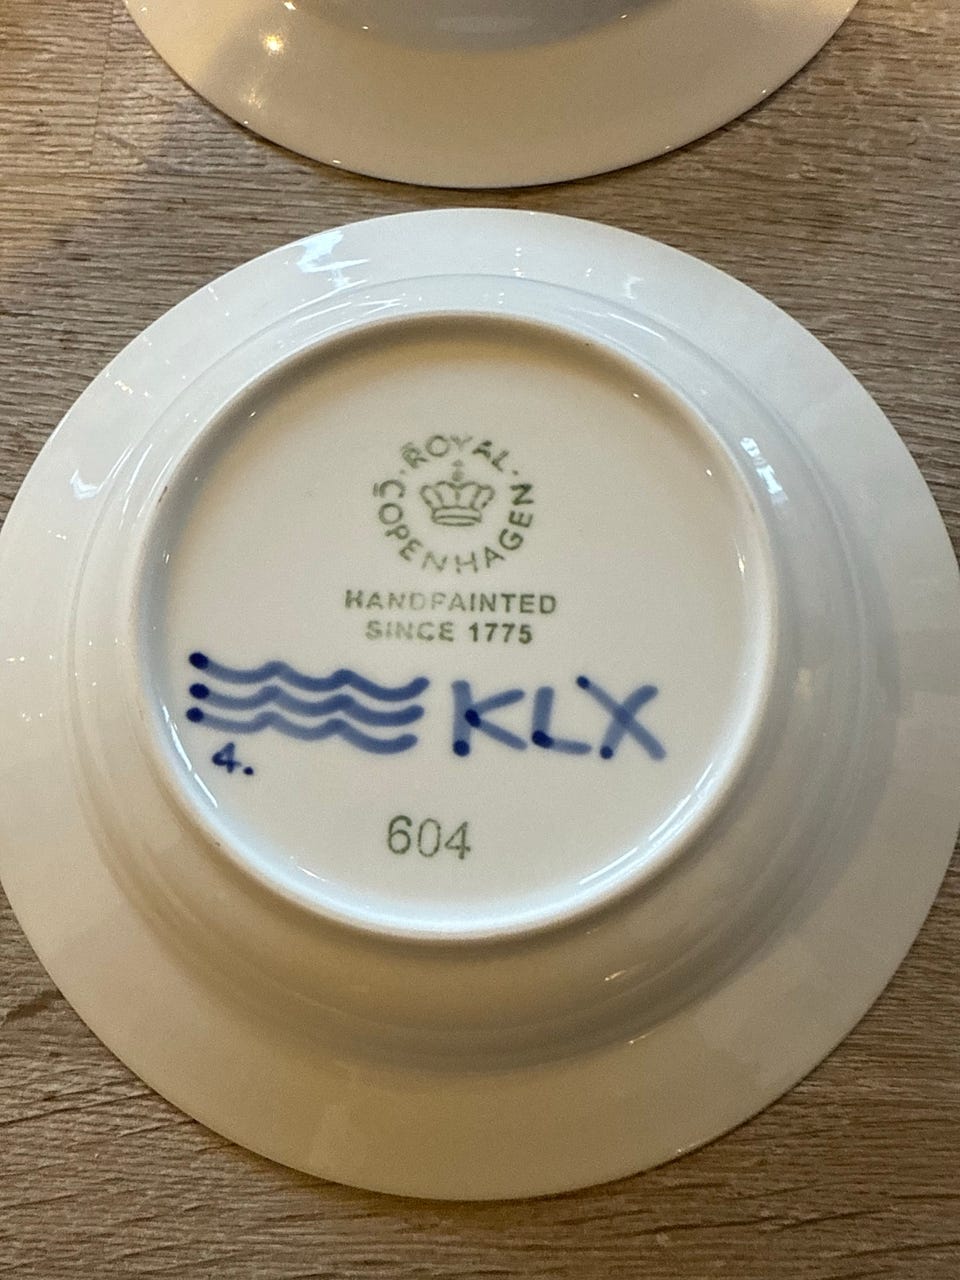 ROYAL · COPENHAGEN ·
HANDPAINTED
SINCE 1775
KLX
4.
604